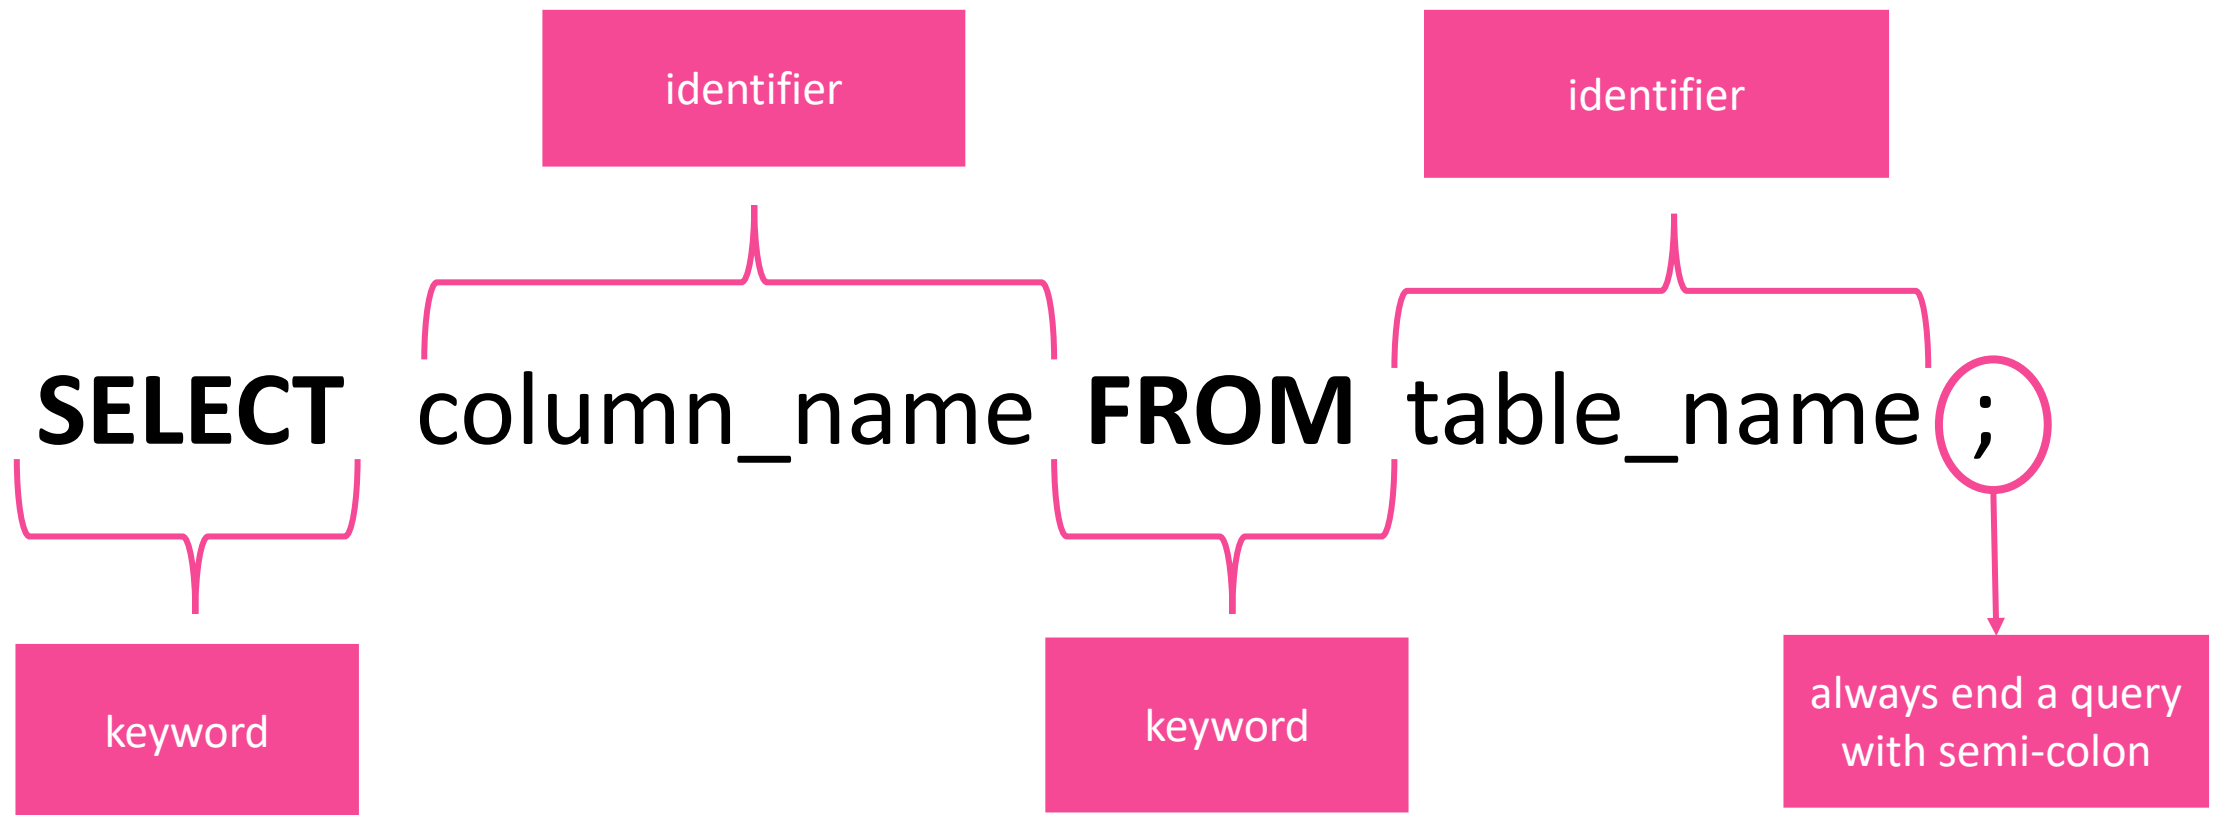 identifier
identifier
SELECT column_name FROM table_name ;
keyword
keyword
always end a query
with semi-colon